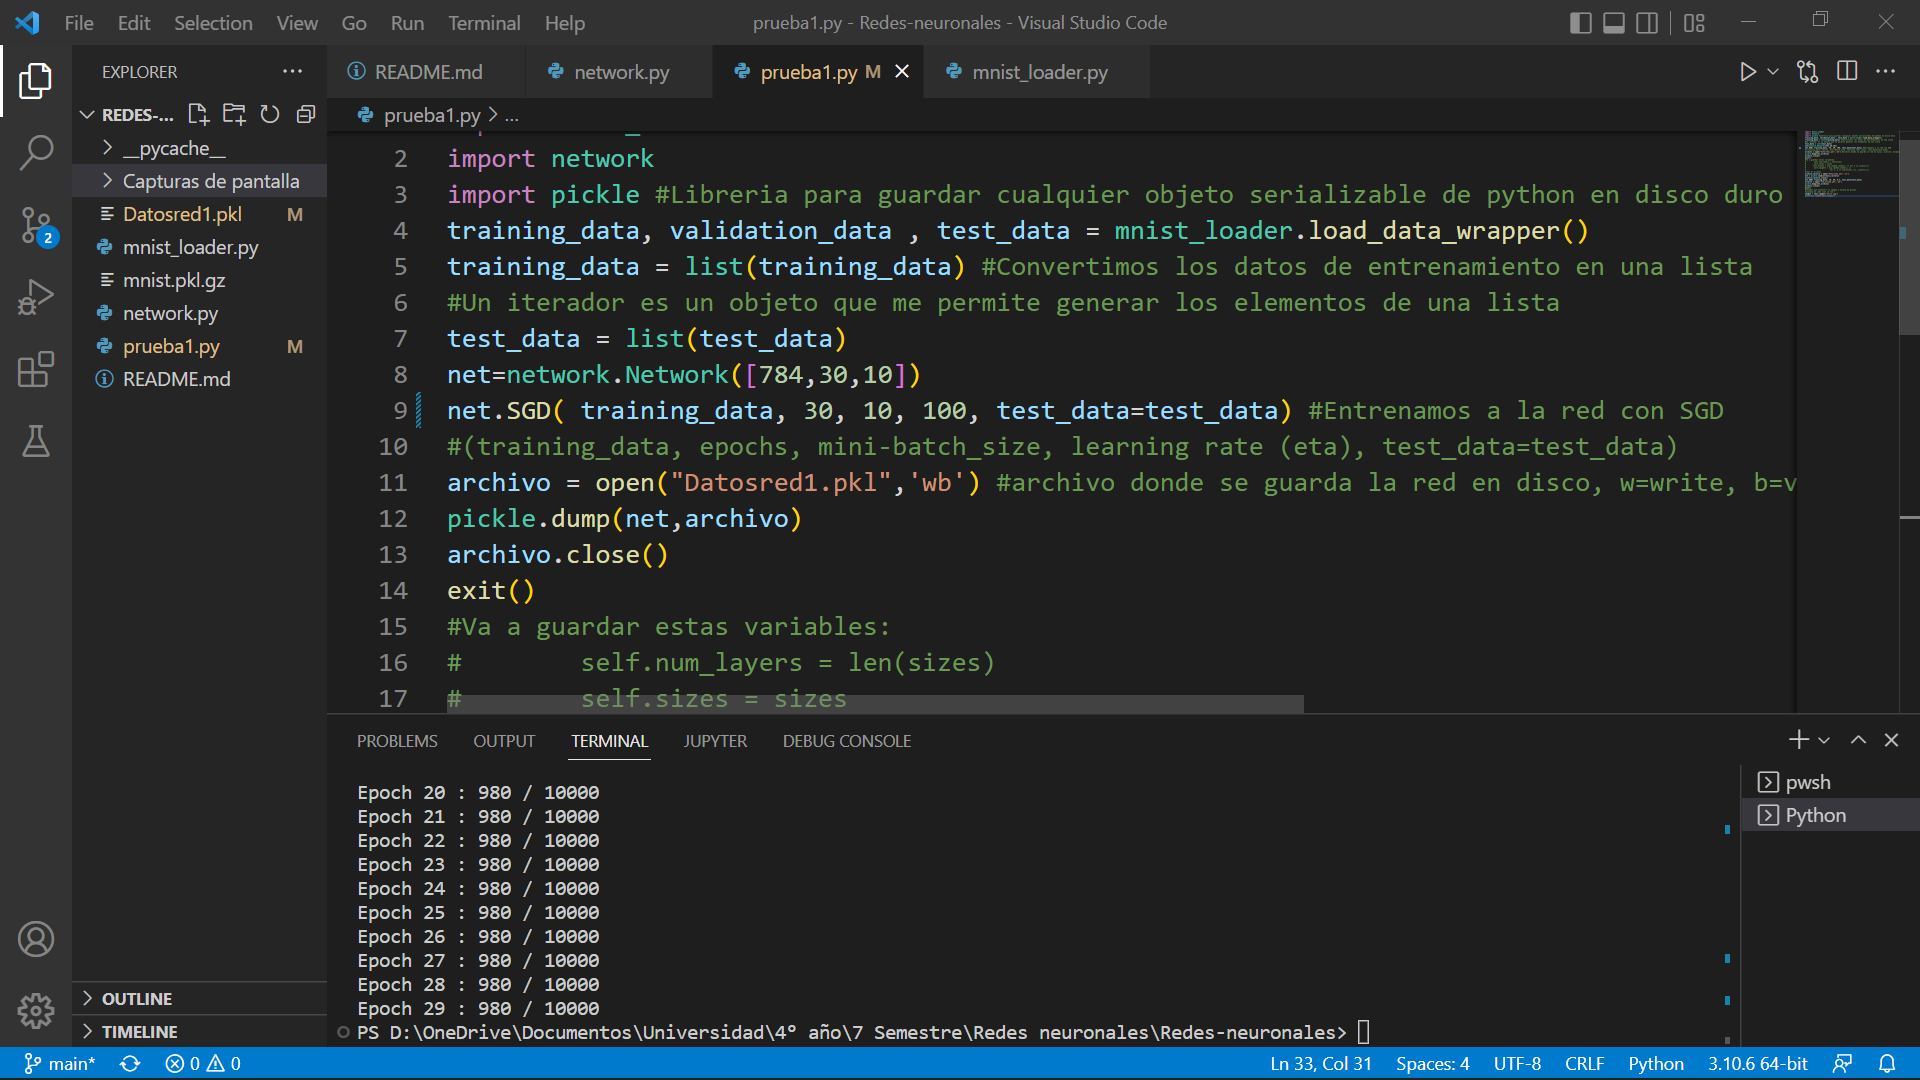 File Edit Selection View Go Run Terminal Help
prueba1.py - Redes-neuronales - Visual Studio Code
EXPLORER
README.md
network.py
prueba1.py M
mnist_loader.py
REDES-...
prueba1.py > ...
__pycache__
Capturas de pantalla
Datosred1.pkl M
mnist_loader.py
mnist.pkl.gz
network.py
prueba1.py M
README.md
2
2 import network
3 import pickle #Libreria para guardar cualquier objeto serializable de python en disco duro
4 training_data, validation_data , test_data = mnist_loader.load_data_wrapper()
5 training_data = list(training_data) #Convertimos los datos de entrenamiento en una lista
6 #Un iterador es un objeto que me permite generar los elementos de una lista
7 test_data = list(test_data)
8 net=network.Network([784,30,10])
9 net.SGD( training_data, 30, 10, 100, test_data=test_data) #Entrenamos a la red con SGD
10 #(training_data, epochs, mini-batch_size, learning rate (eta), test_data=test_data)
11 archivo = open("Datosred1.pkl",'wb') #archivo donde se guarda la red en disco, w=write, b=v
12 pickle.dump(net,archivo)
13 archivo.close()
14 exit()
15 #Va a guardar estas variables:
16 # self.num_layers = len(sizes)
17 # self.sizes = sizes
PROBLEMS OUTPUT TERMINAL JUPYTER DEBUG CONSOLE
Epoch 20 : 980 / 10000
Epoch 21 : 980 / 10000
Epoch 22 : 980 / 10000
Epoch 23 : 980 / 10000
Epoch 24 : 980 / 10000
Epoch 25 : 980 / 10000
Epoch 26 : 980 / 10000
Epoch 27 : 980 / 10000
Epoch 28 : 980 / 10000
Epoch 29 : 980 / 10000
PS D:\OneDrive\Documentos\Universidad\4º año\7 Semestre\Redes neuronales\Redes-neuronales>
pwsh
Python
OUTLINE
TIMELINE
main* 0 0
Ln 33, Col 31 Spaces: 4 UTF-8 CRLF Python 3.10.6 64-bit